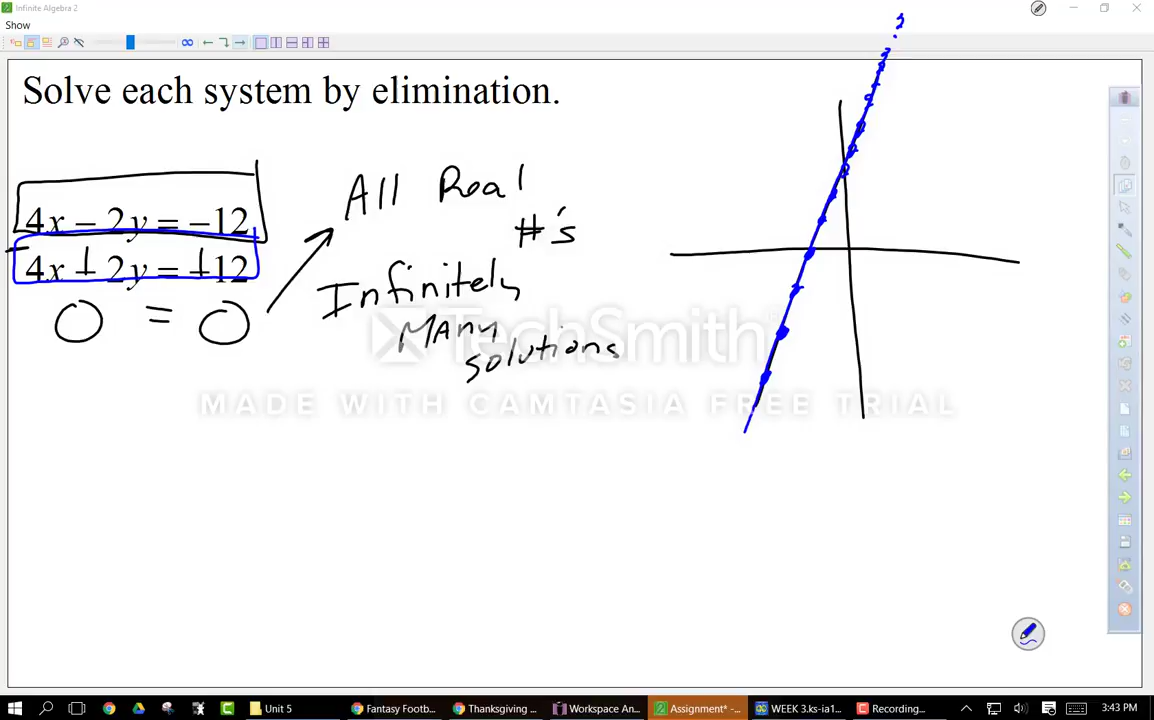 Infinite Algebra 2
Show
Solve each system by elimination.
4x − 2y = −12
4x + 2y = +12
0 = 0
All Real
#'s
Infinitely
Many
solutions
TechSmith
MADE WITH CAMTASIA FREE TRIAL
Unit 5
Fantasy Footb...
Thanksgiving ...
Workspace An...
Assignment* -...
WEEK 3.ks-ia1...
Recording...
3:43 PM